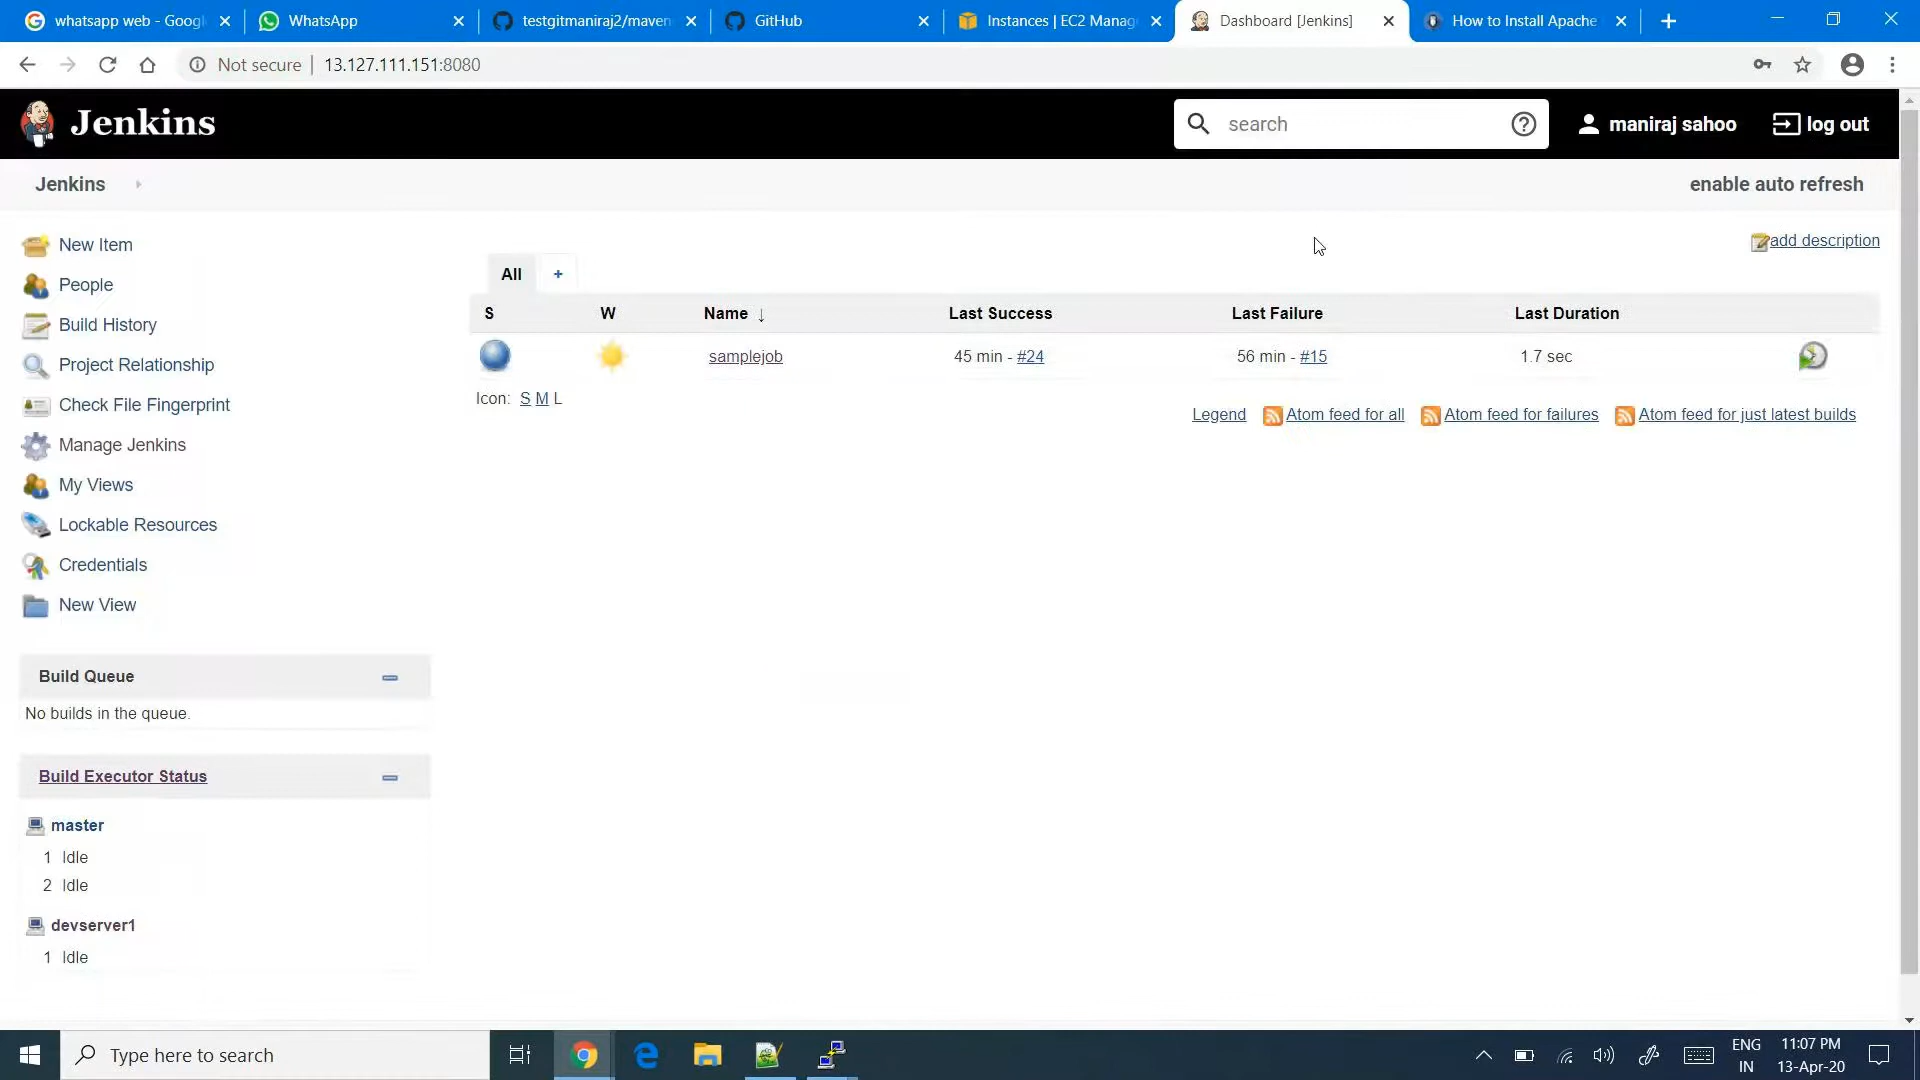 whatsapp web - Googl
WhatsApp
testgitmaniraj2/maven
GitHub
Instances | EC2 Manag
Dashboard [Jenkins]
How to Install Apache
Not secure
13.127.111.151:8080
Jenkins
search
maniraj sahoo
log out
Jenkins
enable auto refresh
New Item
People
Build History
Project Relationship
Check File Fingerprint
Manage Jenkins
My Views
Lockable Resources
Credentials
New View
add description
All +
S W Name ↓ Last Success Last Failure Last Duration
samplejob 45 min - #24 56 min - #15 1.7 sec
Icon: S M L
Legend Atom feed for all Atom feed for failures Atom feed for just latest builds
Build Queue
No builds in the queue.
Build Executor Status
master
1 Idle
2 Idle
devserver1
1 Idle
Type here to search
ENG
IN
11:07 PM
13-Apr-20